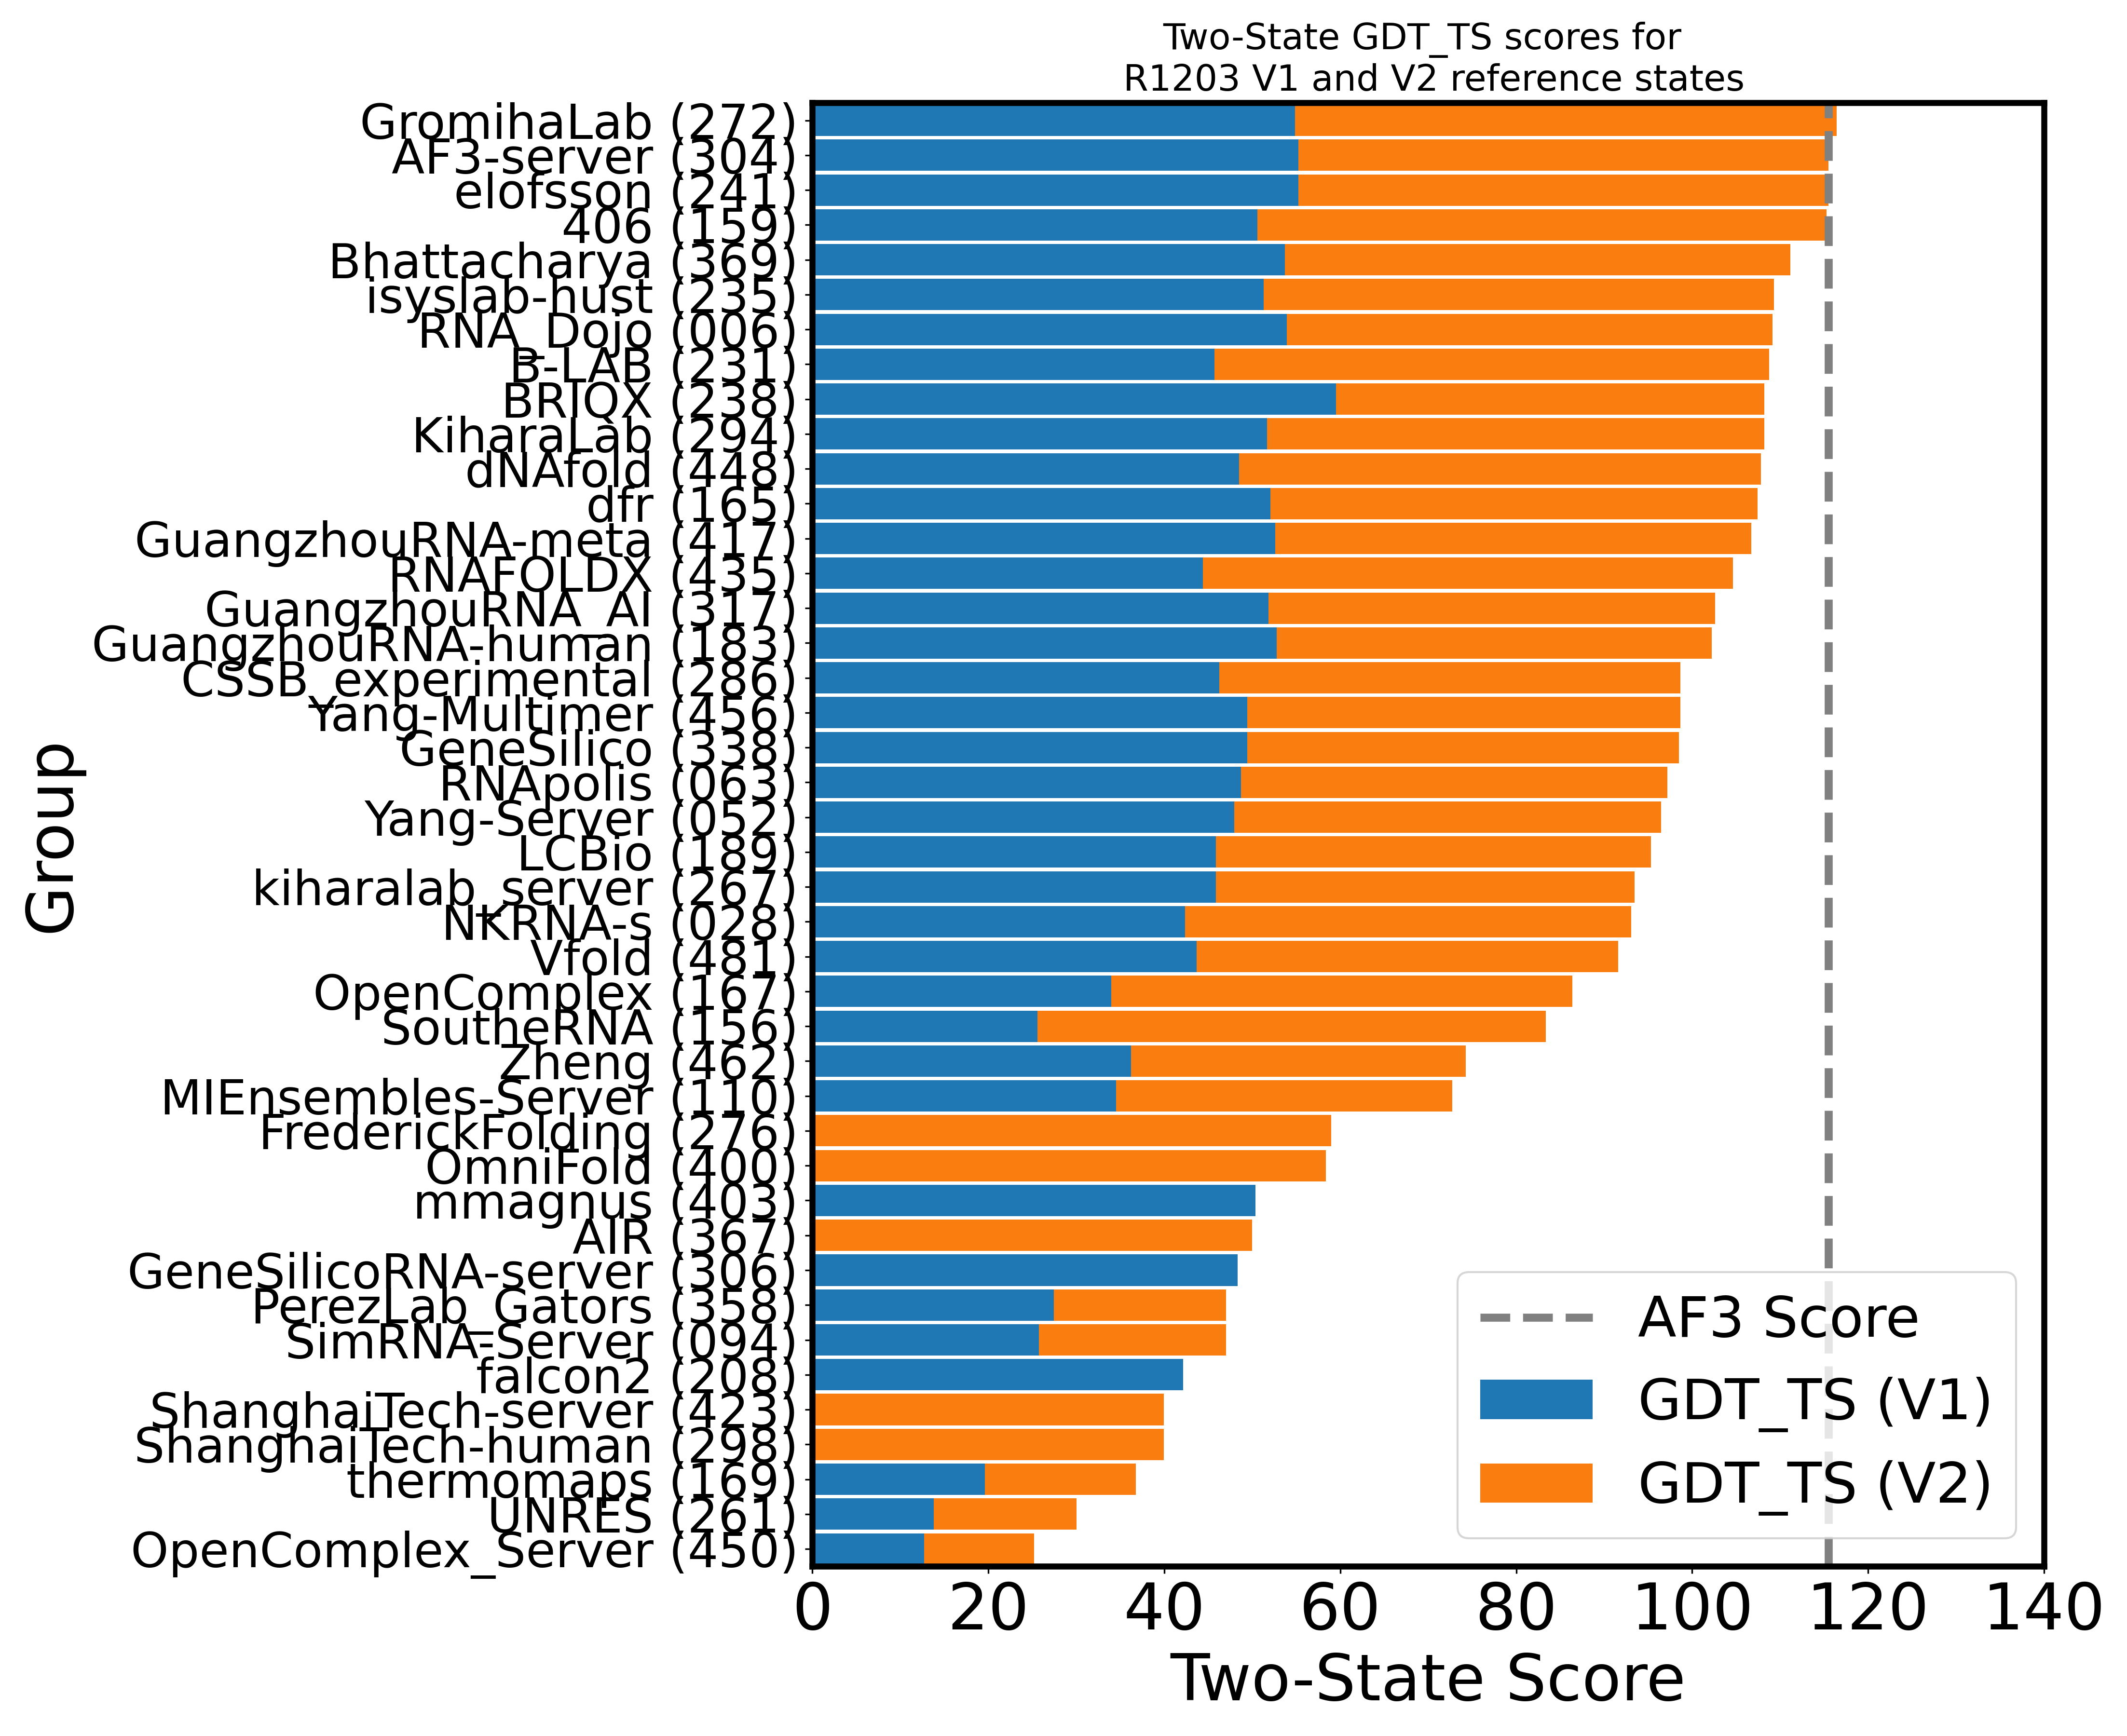 Two-State GDT_TS scores for
R1203 V1 and V2 reference states
Group
GromihaLab (272)
AF3-server (304)
elofsson (241)
406 (159)
Bhattacharya (369)
isyslab-hust (235)
RNA_Dojo (006)
B-LAB (231)
BRIQX (238)
KiharaLab (294)
dNAfold (448)
dfr (165)
GuangzhouRNA-meta (417)
RNAFOLDX (435)
GuangzhouRNA_AI (317)
GuangzhouRNA-human (183)
CSSB_experimental (286)
Yang-Multimer (456)
GeneSilico (338)
RNApolis (063)
Yang-Server (052)
LCBio (189)
kiharalab_server (267)
NKRNA-s (028)
Vfold (481)
OpenComplex (167)
SoutheRNA (156)
Zheng (462)
MIEnsembles-Server (110)
FrederickFolding (276)
OmniFold (400)
mmagnus (403)
AIR (367)
GeneSilicoRNA-server (306)
PerezLab_Gators (358)
SimRNA-Server (094)
falcon2 (208)
ShanghaiTech-server (423)
ShanghaiTech-human (298)
thermomaps (169)
UNRES (261)
OpenComplex_Server (450)
AF3 Score
GDT_TS (V1)
GDT_TS (V2)
0 20 40 60 80 100 120 140
Two-State Score